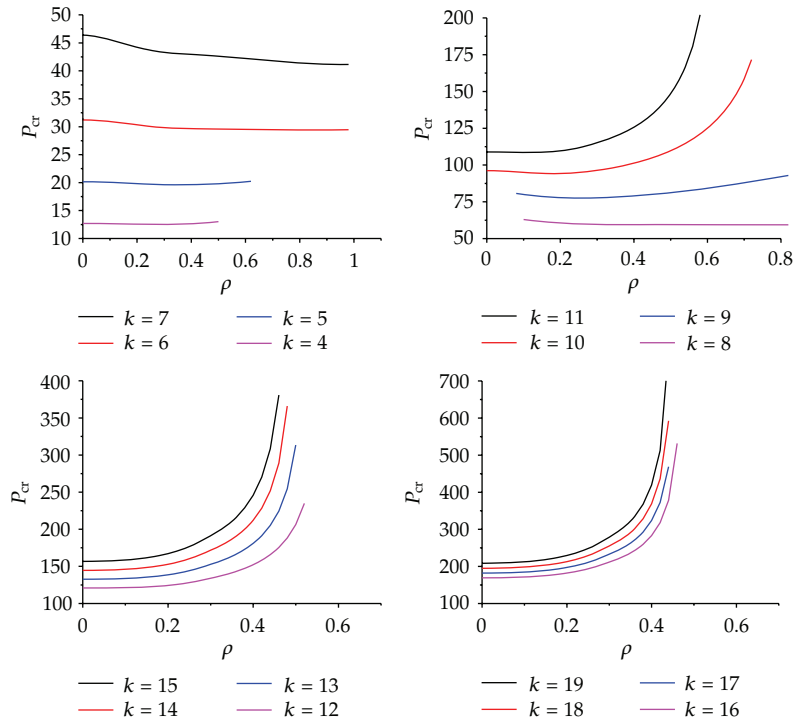 50
45
40
35
30
25
20
15
10
P_cr
0 0.2 0.4 0.6 0.8 1
ρ
k = 7
k = 5
k = 6
k = 4
200
175
150
125
100
75
50
P_cr
0 0.2 0.4 0.6 0.8
ρ
k = 11
k = 9
k = 10
k = 8
400
350
300
250
200
150
100
P_cr
0 0.2 0.4 0.6
ρ
k = 15
k = 13
k = 14
k = 12
700
600
500
400
300
200
100
P_cr
0 0.2 0.4 0.6
ρ
k = 19
k = 17
k = 18
k = 16